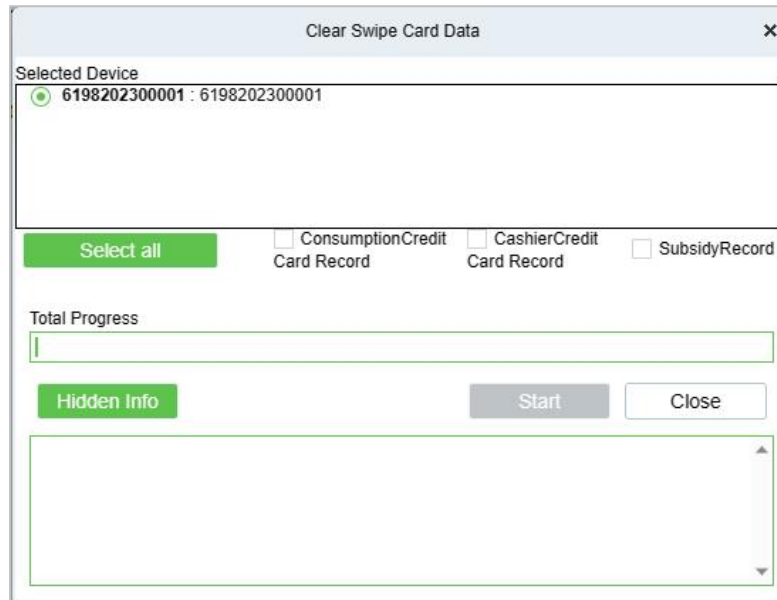 Clear Swipe Card Data
Selected Device
6198202300001 : 6198202300001
Select all
ConsumptionCredit
Card Record
CashierCredit
Card Record
SubsidyRecord
Total Progress
Hidden Info
Start
Close